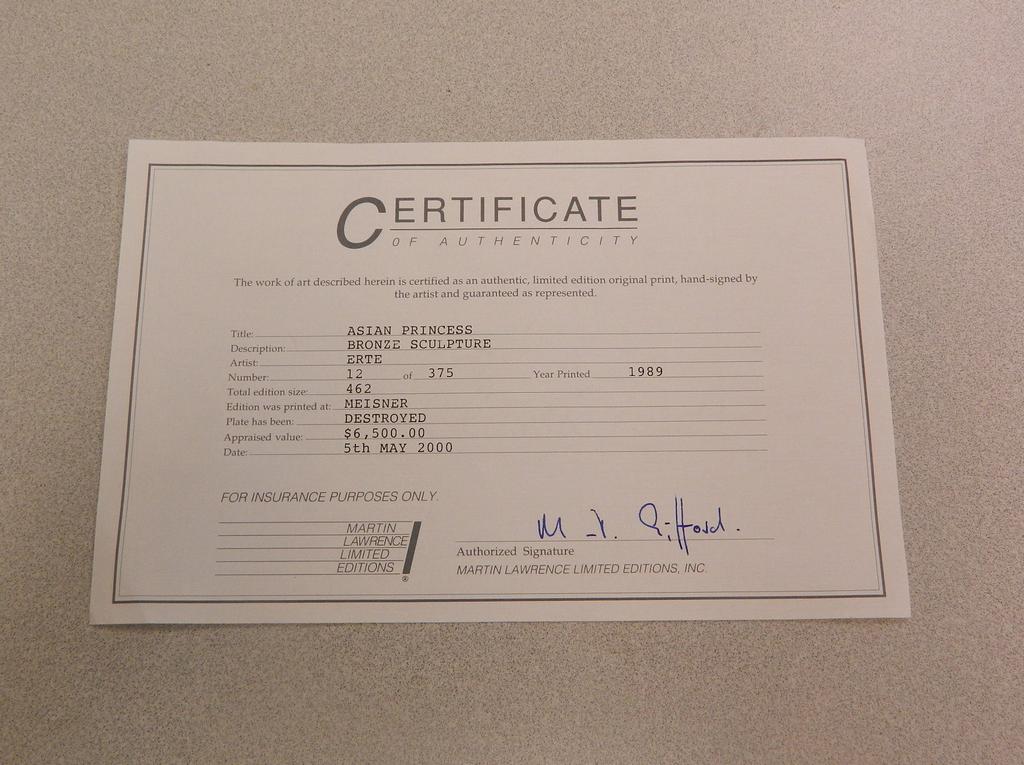 CERTIFICATE
OF AUTHENTICITY
The work of art described herein is certified as an authentic, limited edition original print, hand-signed by
the artist and guaranteed as represented.
Title: ASIAN PRINCESS
Description: BRONZE SCULPTURE
Artist: ERTE
Number: 12 of 375 Year Printed 1989
Total edition size: 462
Edition was printed at: MEISNER
Plate has been: DESTROYED
Appraised value: $6,500.00
Date: 5th MAY 2000
FOR INSURANCE PURPOSES ONLY.
MARTIN
LAWRENCE
LIMITED
EDITIONS
®
Authorized Signature
MARTIN LAWRENCE LIMITED EDITIONS, INC.